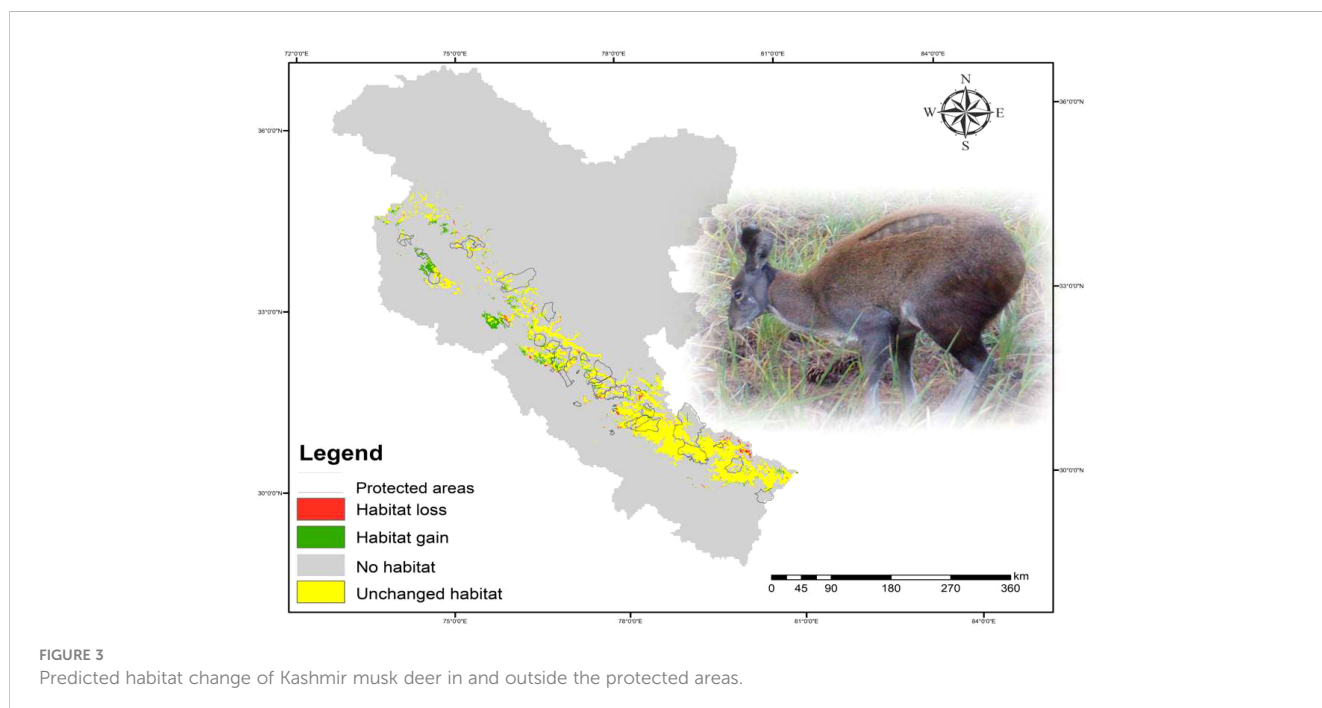 72°0'0"E
75°0'0"E
78°0'0"E
81°0'0"E
84°0'0"E
N
W E
S
36°0'0"N
36°0'0"N
33°0'0"N
33°0'0"N
30°0'0"N
30°0'0"N
Legend
Protected areas
Habitat loss
Habitat gain
No habitat
Unchanged habitat
km
0 45 90 180 270 360
75°0'0"E
78°0'0"E
81°0'0"E
84°0'0"E
FIGURE 3
Predicted habitat change of Kashmir musk deer in and outside the protected areas.